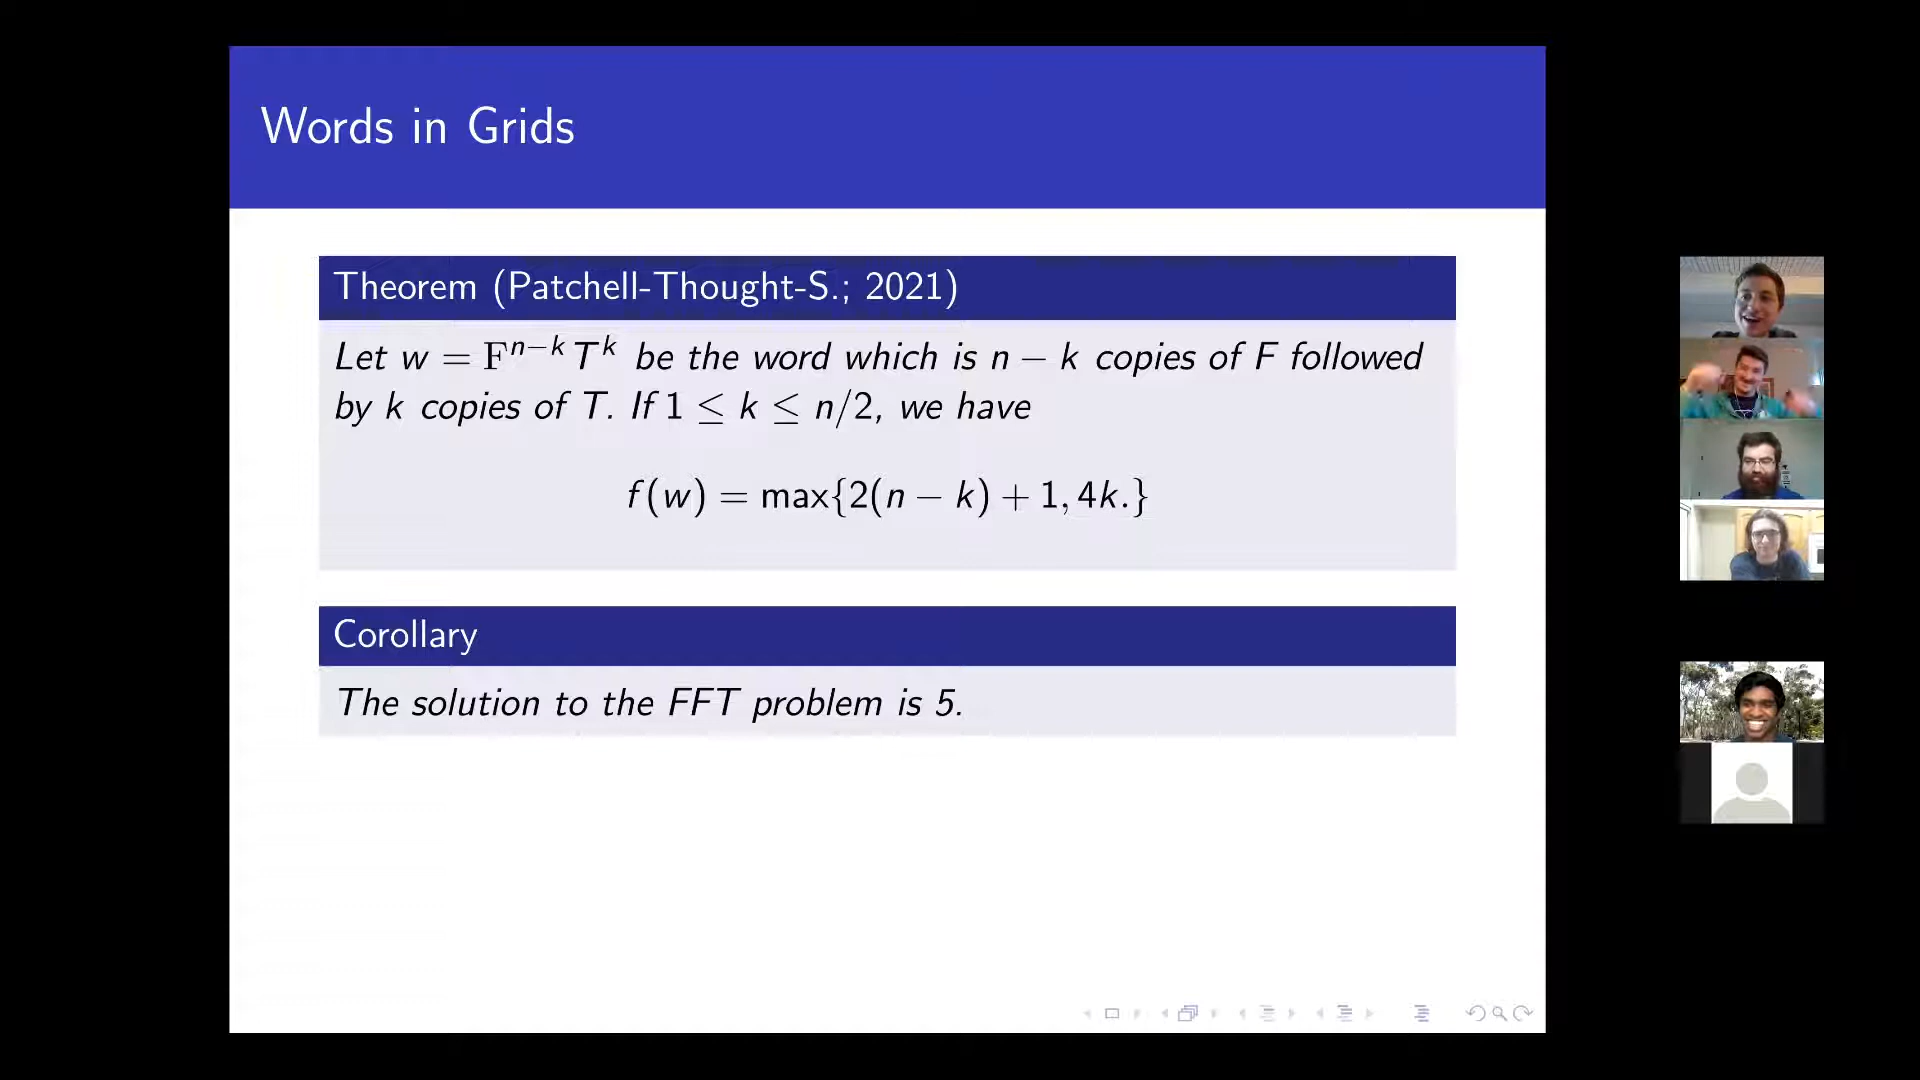 Words in Grids
Theorem (Patchell-Thought-S.; 2021)
Let w = F^{n−k}T^k be the word which is n − k copies of F followed
by k copies of T. If 1 ≤ k ≤ n/2, we have
f(w) = max{2(n − k) + 1, 4k.}
Corollary
The solution to the FFT problem is 5.